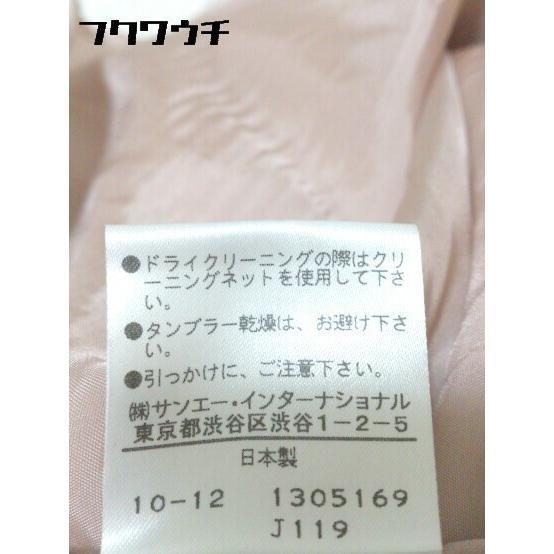 フクワウチ
●ドライクリーニングの際はクリ
ーニングネットを使用して下さ
い。
●タンブラー乾燥は、お避け下さ
い。
●引っかけに、ご注意下さい。
㈱サンエー・インターナショナル
東京都渋谷区渋谷1-2-5
日本製
10-12 1305169
J119